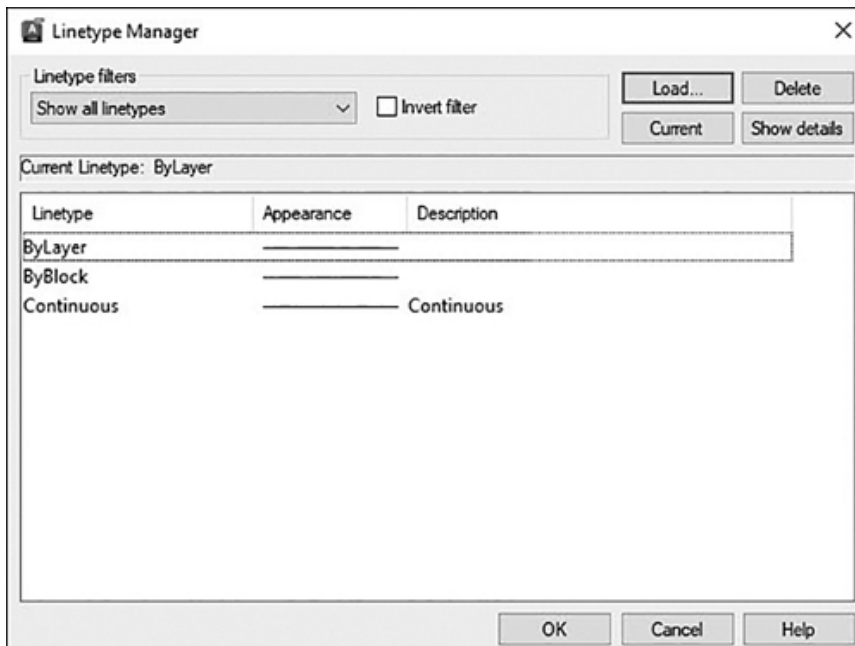 Linetype Manager
Linetype filters
Show all linetypes
Invert filter
Load...
Delete
Current
Show details
Current Linetype: ByLayer
Linetype Appearance Description
ByLayer
ByBlock
Continuous Continuous
OK Cancel Help